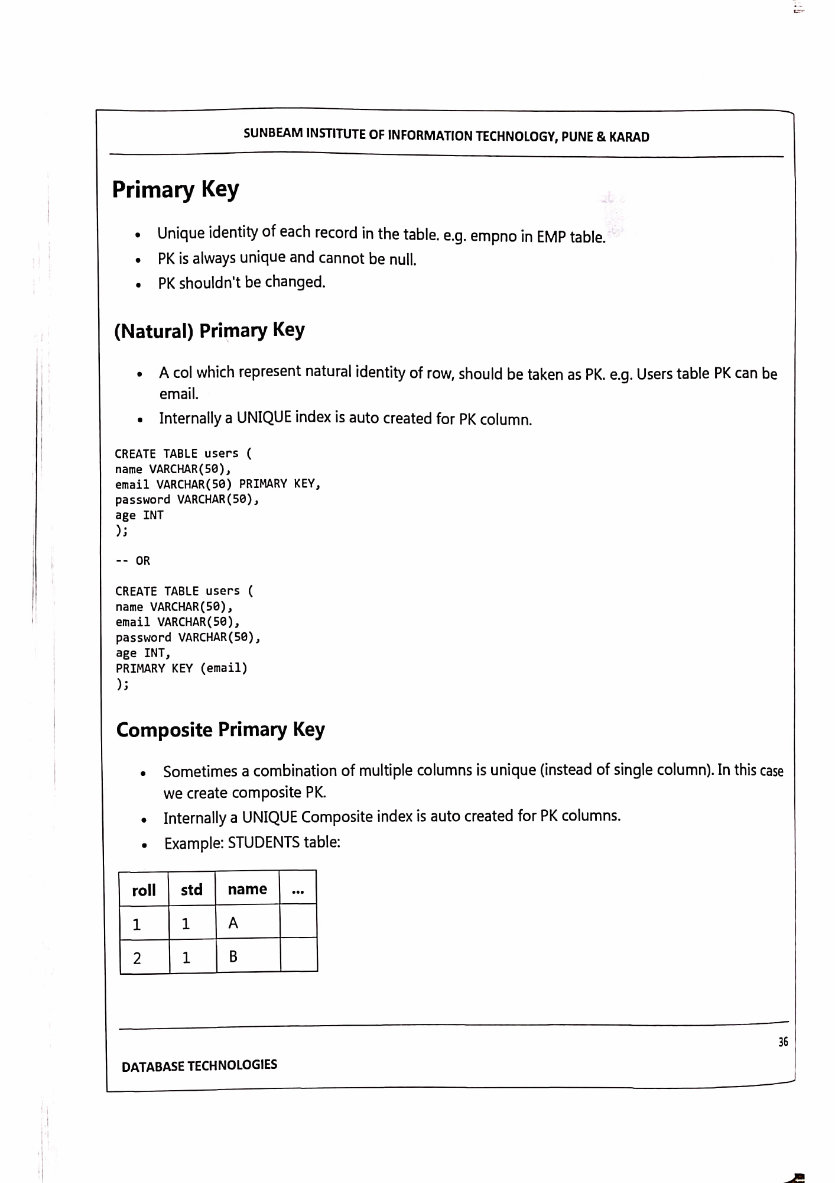 SUNBEAM INSTITUTE OF INFORMATION TECHNOLOGY, PUNE & KARAD
Primary Key
• Unique identity of each record in the table. e.g. empno in EMP table.
• PK is always unique and cannot be null.
• PK shouldn't be changed.
(Natural) Primary Key
• A col which represent natural identity of row, should be taken as PK. e.g. Users table PK can be
email.
• Internally a UNIQUE index is auto created for PK column.
CREATE TABLE users (
name VARCHAR(50),
email VARCHAR(50) PRIMARY KEY,
password VARCHAR(50),
age INT
);
-- OR
CREATE TABLE users (
name VARCHAR(50),
email VARCHAR(50),
password VARCHAR(50),
age INT,
PRIMARY KEY (email)
);
Composite Primary Key
• Sometimes a combination of multiple columns is unique (instead of single column). In this case
we create composite PK.
• Internally a UNIQUE Composite index is auto created for PK columns.
• Example: STUDENTS table:
roll std name ...
1 1 A
2 1 B
36
DATABASE TECHNOLOGIES